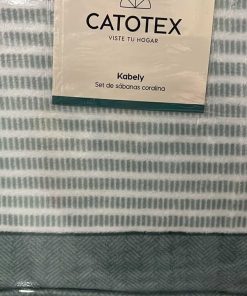 CATOTEX
VISTE TU HOGAR
Kabely
Set de sábanas coralina